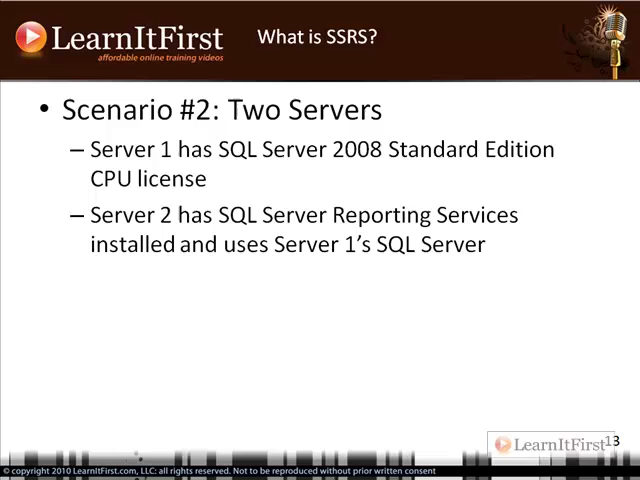 LearnItFirst
affordable online training videos
What is SSRS?
• Scenario #2: Two Servers
– Server 1 has SQL Server 2008 Standard Edition
CPU license
– Server 2 has SQL Server Reporting Services
installed and uses Server 1’s SQL Server
LearnItFirst
13
© copyright 2010 LearnItFirst.com, LLC: all rights reserved. Not to be reproduced without prior written consent